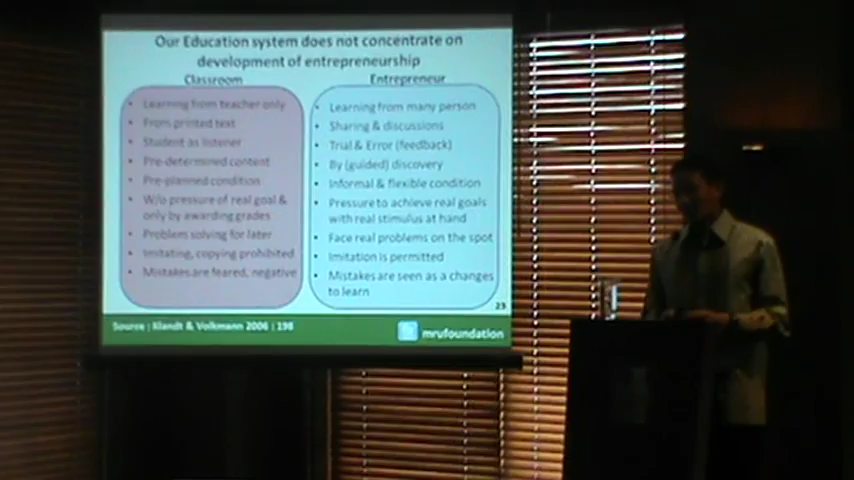 Our Education system does not concentrate on
development of entrepreneurship
Classroom
• Learning from teacher only
• From printed text
• Student as listener
• Pre-determined content
• Pre-planned condition
• W/o pressure of real goal &
only by awarding grades
• Problem solving for later
• Imitating, copying prohibited
• Mistakes are feared, negative
Entrepreneur
• Learning from many person
• Sharing & discussions
• Trial & Error (feedback)
• By (guided) discovery
• Informal & flexible condition
• Pressure to achieve real goals
with real stimulus at hand
• Face real problems on the spot
• Imitation is permitted
• Mistakes are seen as a changes
to learn
23
Source : Klandt & Volkmann 2006 : 198
mrufoundation